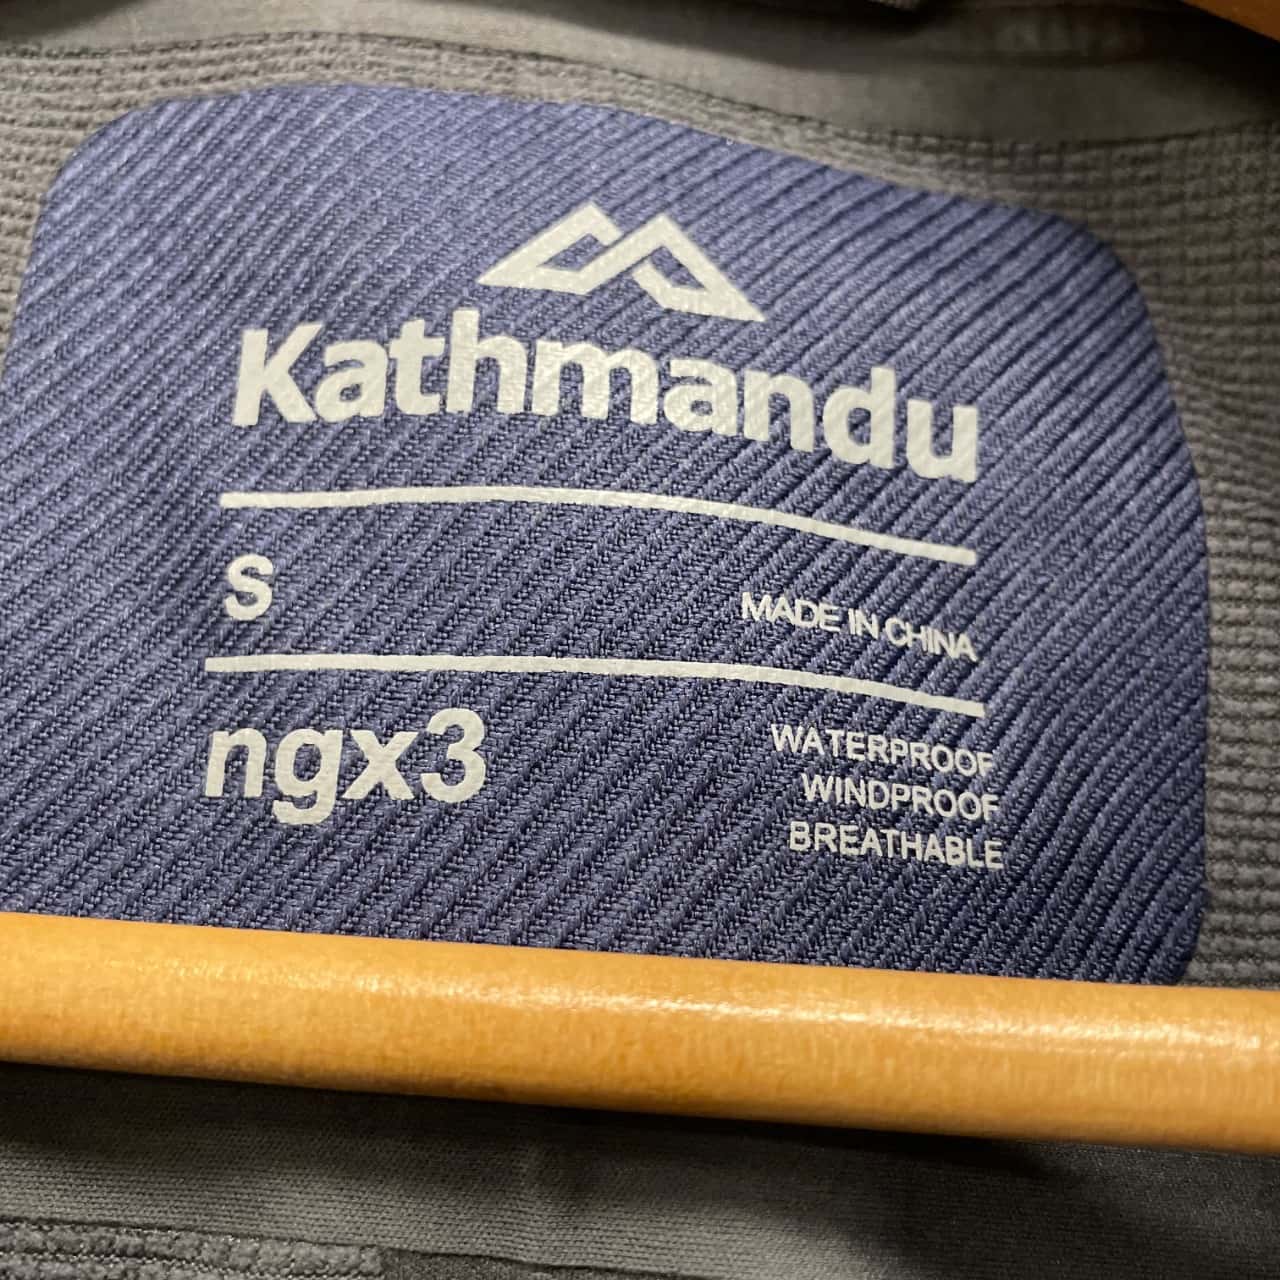 Kathmandu
S
MADE IN CHINA
ngx3
WATERPROOF
WINDPROOF
BREATHABLE